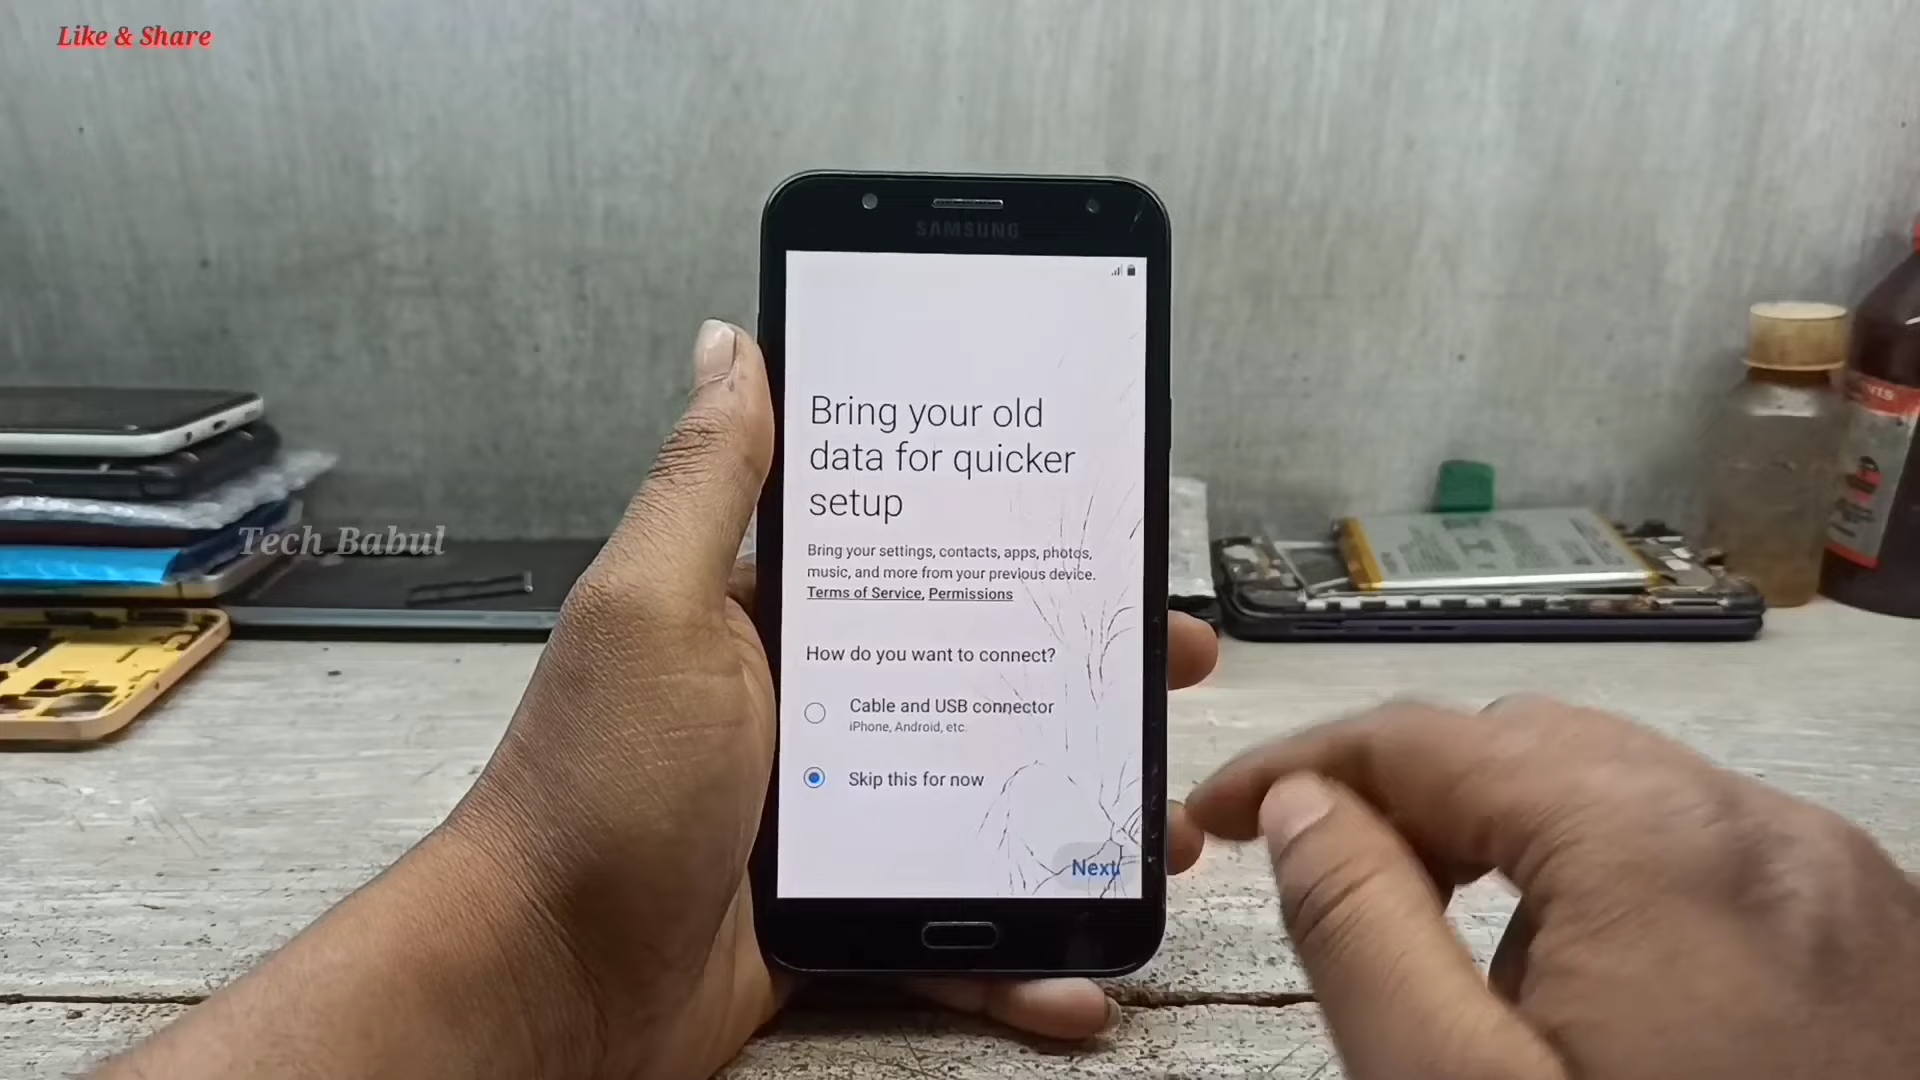 Like & Share
SAMSUNG
Bring your old
data for quicker
setup
Bring your settings, contacts, apps, photos,
music, and more from your previous device.
Terms of Service, Permissions
Tech Babul
How do you want to connect?
Cable and USB connector
iPhone, Android, etc.
Skip this for now
Next